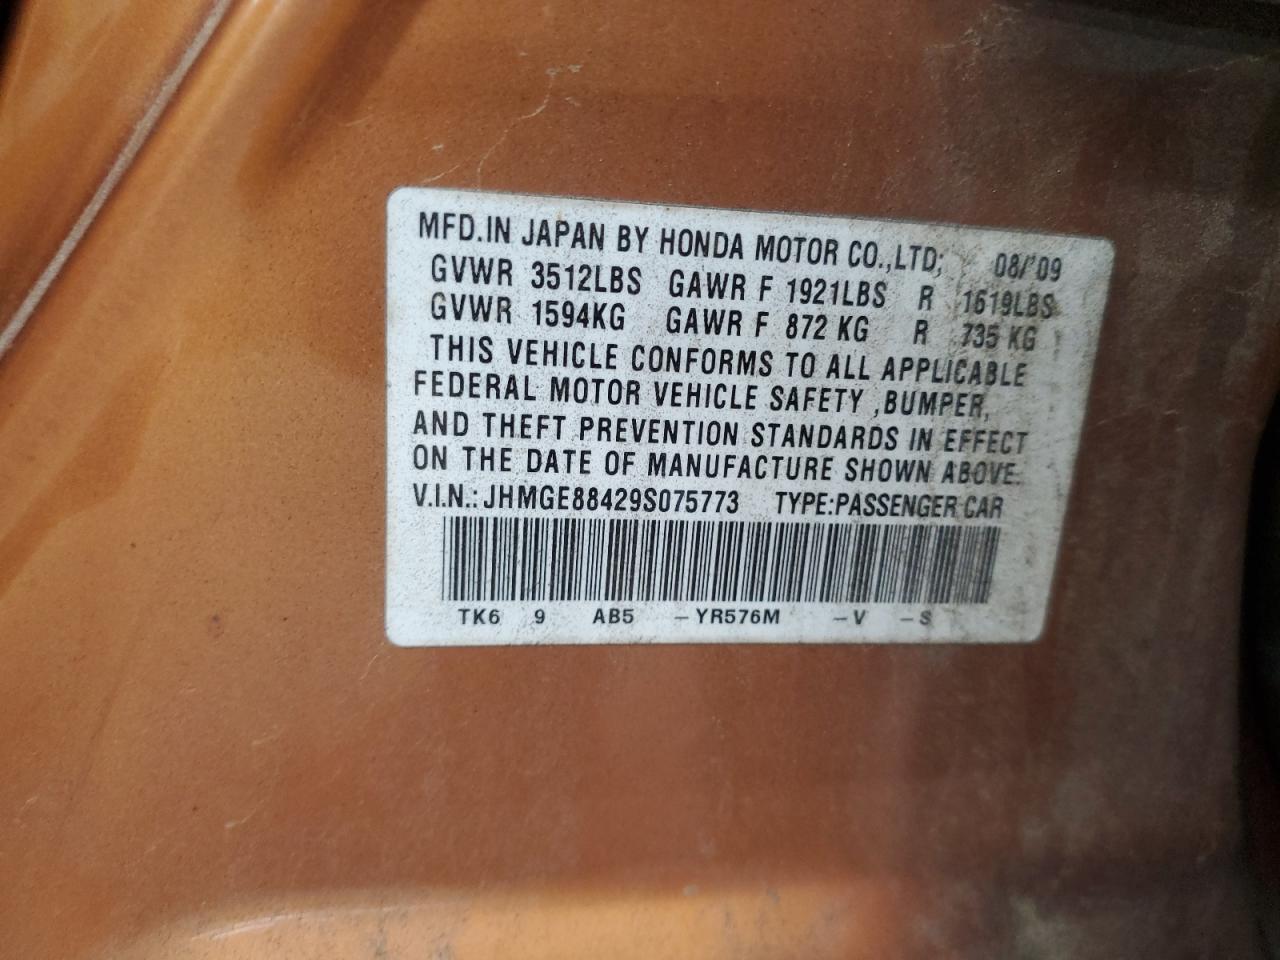 MFD.IN JAPAN BY HONDA MOTOR CO.,LTD; 08/'09
GVWR 3512LBS GAWR F 1921LBS R 1619LBS
GVWR 1594KG GAWR F 872 KG R 735 KG
THIS VEHICLE CONFORMS TO ALL APPLICABLE
FEDERAL MOTOR VEHICLE SAFETY ,BUMPER,
AND THEFT PREVENTION STANDARDS IN EFFECT
ON THE DATE OF MANUFACTURE SHOWN ABOVE.
V.I.N.: JHMGE88429S075773 TYPE:PASSENGER CAR
TK6 9 AB5 –YR576M –V –S